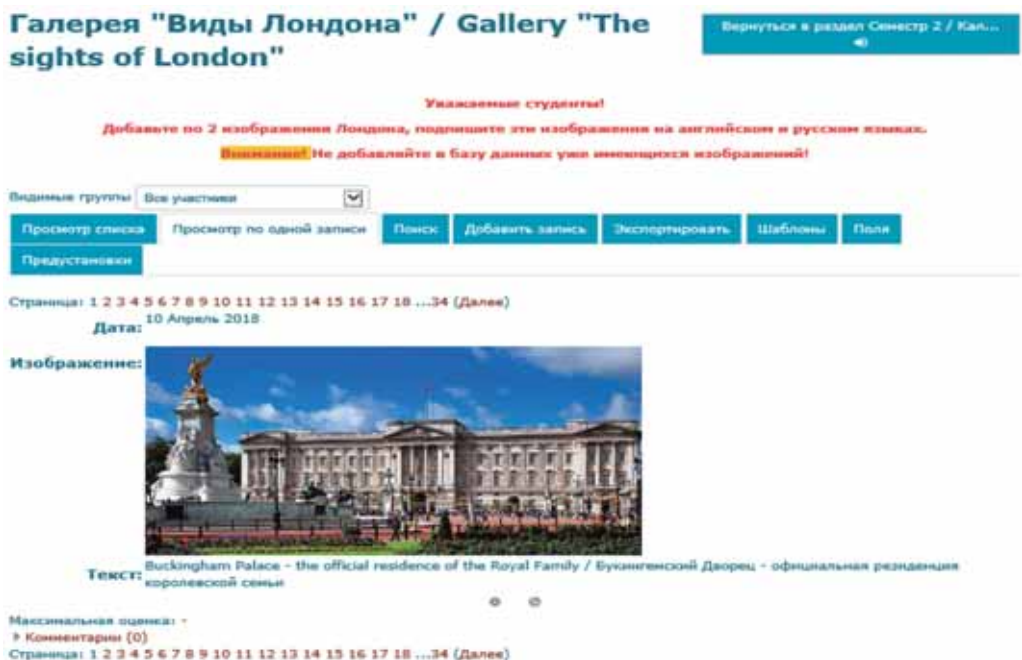 Галерея "Виды Лондона" / Gallery "The
sights of London"
Вернуться в раздел Семестр 2 / Кал...
Уважаемые студенты!
Добавьте по 2 изображения Лондона, подпишите эти изображения на английском и русском языках.
Внимание! Не добавляйте в базу данных уже имеющихся изображений!
Видимые группы Все участники
Просмотр списка Просмотр по одной записи Поиск Добавить запись Экспортировать Шаблоны Поля
Предустановки
Страница: 1 2 3 4 5 6 7 8 9 10 11 12 13 14 15 16 17 18 ...34 (Далее)
Дата: 10 Апрель 2018
Изображение:
Текст: Buckingham Palace - the official residence of the Royal Family / Букингемский Дворец - официальная резиденция
королевской семьи
Максимальная оценка: -
Комментарии (0)
Страница: 1 2 3 4 5 6 7 8 9 10 11 12 13 14 15 16 17 18 ...34 (Далее)